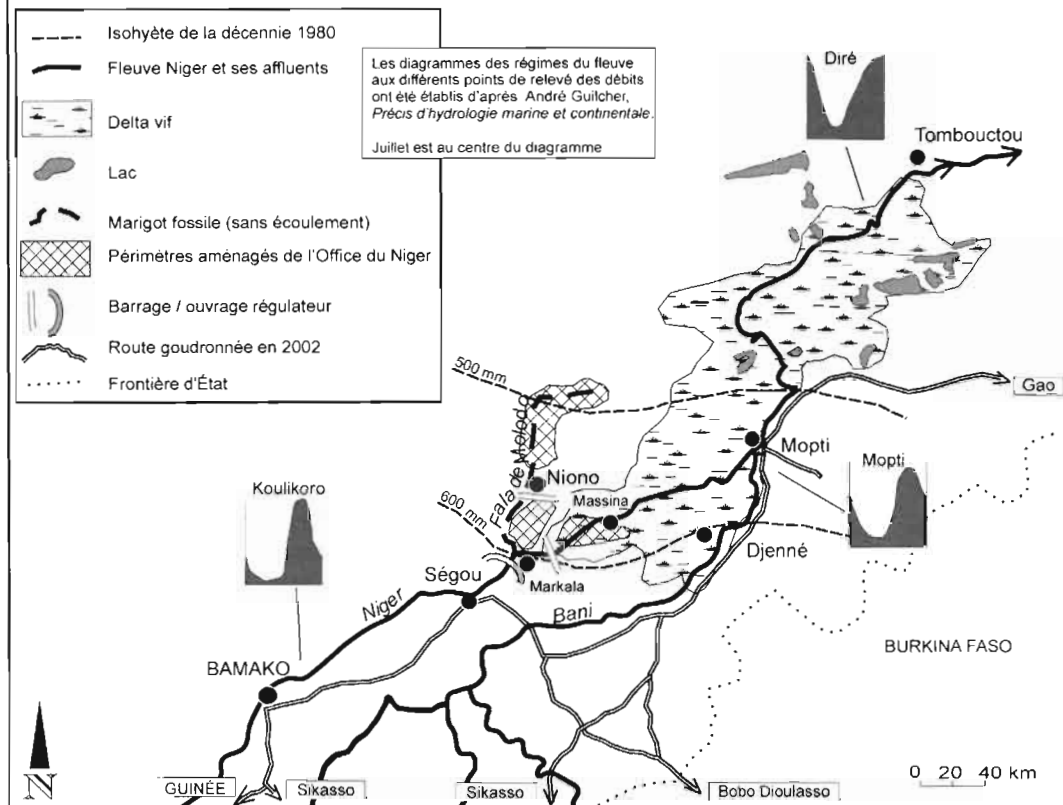 Isohyète de la décennie 1980
Fleuve Niger et ses affluents
Delta vif
Lac
Marigot fossile (sans écoulement)
Périmètres aménagés de l'Office du Niger
Barrage / ouvrage régulateur
Route goudronnée en 2002
Frontière d'État
Les diagrammes des régimes du fleuve
aux différents points de relevé des débits
ont été établis d'après André Guilcher,
Précis d'hydrologie marine et continentale.
Juillet est au centre du diagramme
Diré
Tombouctou
500 mm
Gao
Fala de Molodo
Mopti
Mopti
Niono
Koulikoro
600 mm
Massina
Djenné
Ségou
Markala
Niger
Bani
BURKINA FASO
BAMAKO
N
GUINÉE
Sikasso
Sikasso
Bobo Dioulasso
0 20 40 km